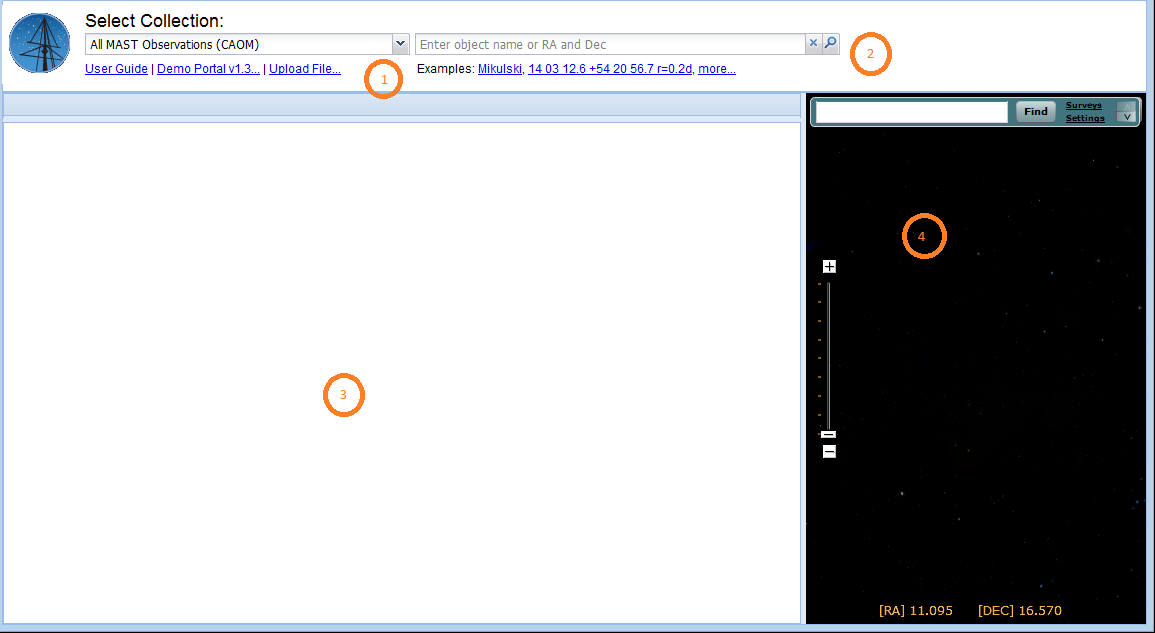 Select Collection:
All MAST Observations (CAOM)
Enter object name or RA and Dec
2
User Guide | Demo Portal v1.3... | Upload File...
1
Examples: Mikulski, 14 03 12.6 +54 20 56.7 r=0.2d, more...
Find
Surveys
Settings
4
3
[RA] 11.095 [DEC] 16.570